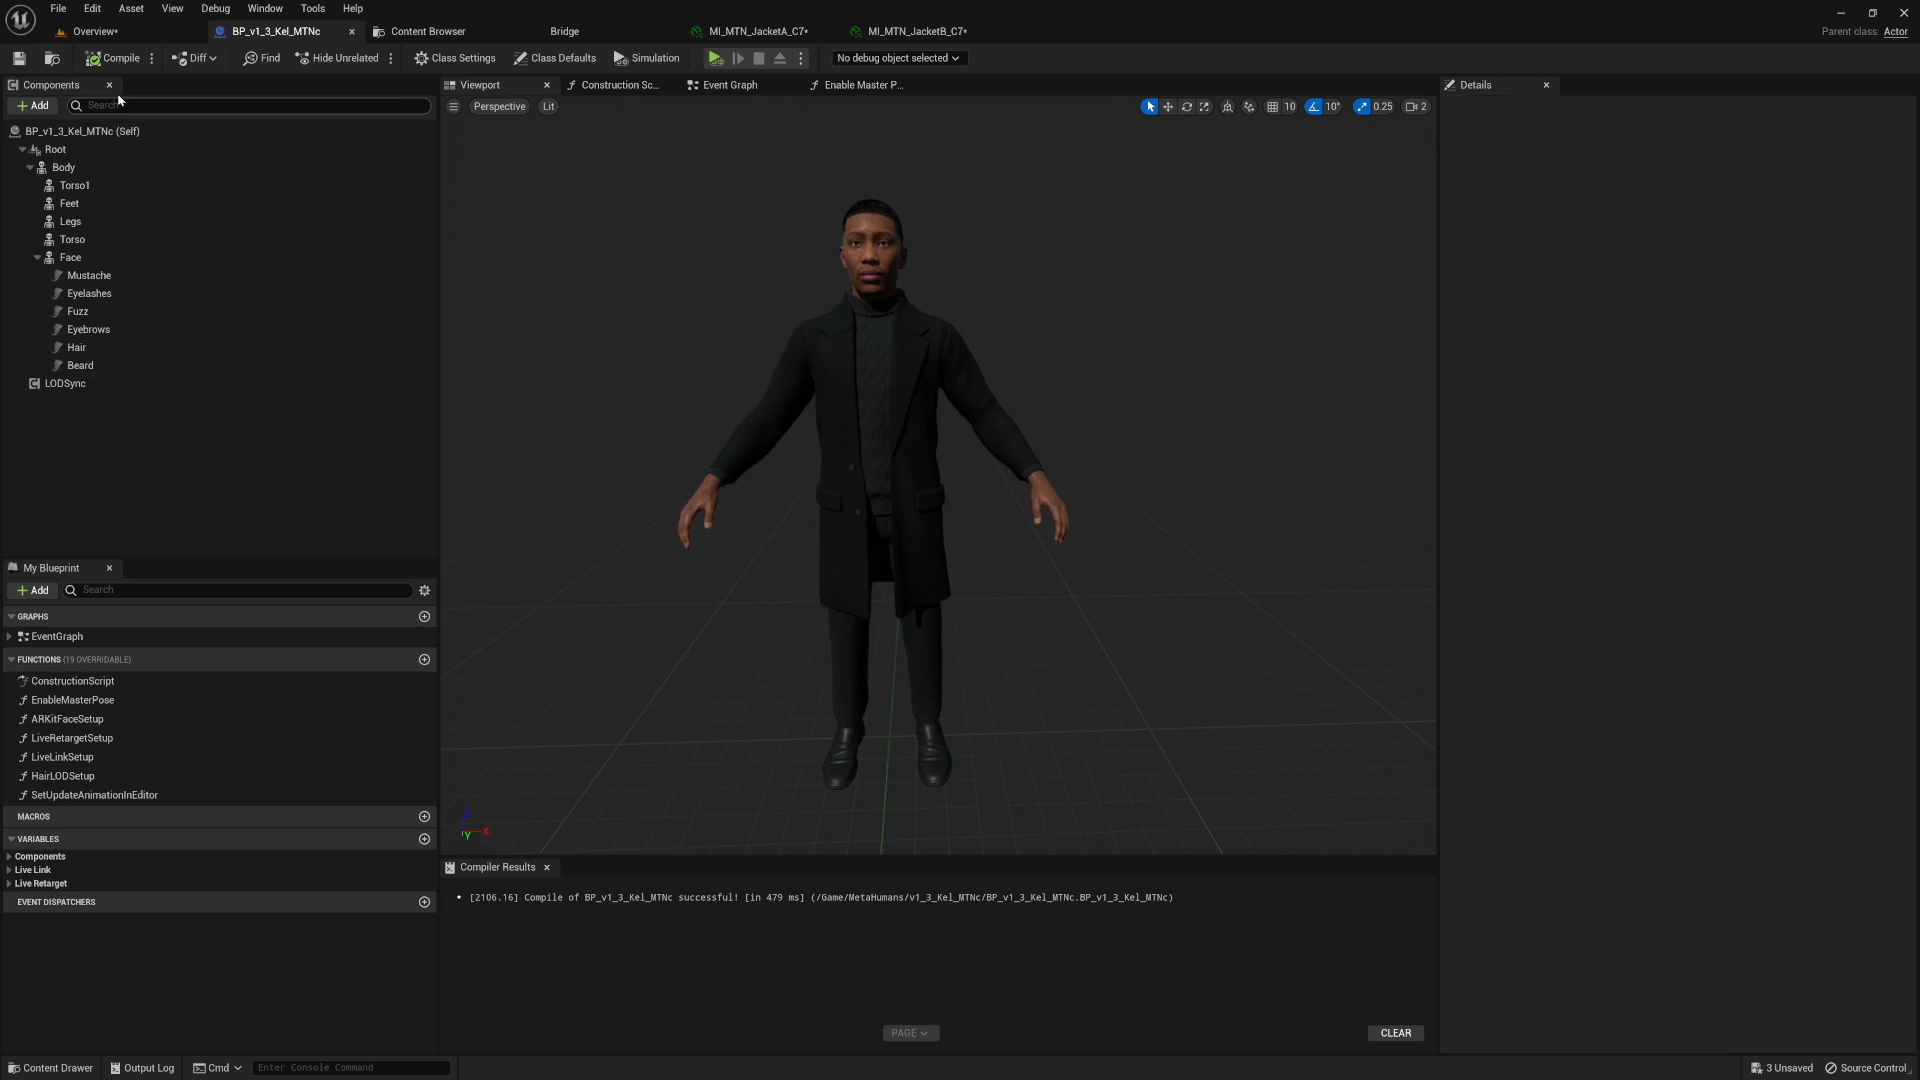 File Edit Asset View Debug Window Tools Help
Overview* BP_v1_3_Kel_MTNc Content Browser Bridge MI_MTN_JacketA_C7* MI_MTN_JacketB_C7* Parent class: Actor
Compile Diff Find Hide Unrelated Class Settings Class Defaults Simulation No debug object selected
Components Viewport Construction Sc... Event Graph Enable Master P... Details
Add Search Perspective Lit 10 10° 0.25 2
BP_v1_3_Kel_MTNc (Self)
Root
Body
Torso1
Feet
Legs
Torso
Face
Mustache
Eyelashes
Fuzz
Eyebrows
Hair
Beard
LODSync
My Blueprint
Add Search
GRAPHS
EventGraph
FUNCTIONS (19 OVERRIDABLE)
ConstructionScript
EnableMasterPose
ARKitFaceSetup
LiveRetargetSetup
LiveLinkSetup
HairLODSetup
SetUpdateAnimationInEditor
MACROS
VARIABLES
Components
Live Link
Live Retarget
EVENT DISPATCHERS
Z
X
Y
Compiler Results
[2106.16] Compile of BP_v1_3_Kel_MTNc successful! [in 479 ms] (/Game/MetaHumans/v1_3_Kel_MTNc/BP_v1_3_Kel_MTNc.BP_v1_3_Kel_MTNc)
PAGE CLEAR
Content Drawer Output Log Cmd Enter Console Command 3 Unsaved Source Control